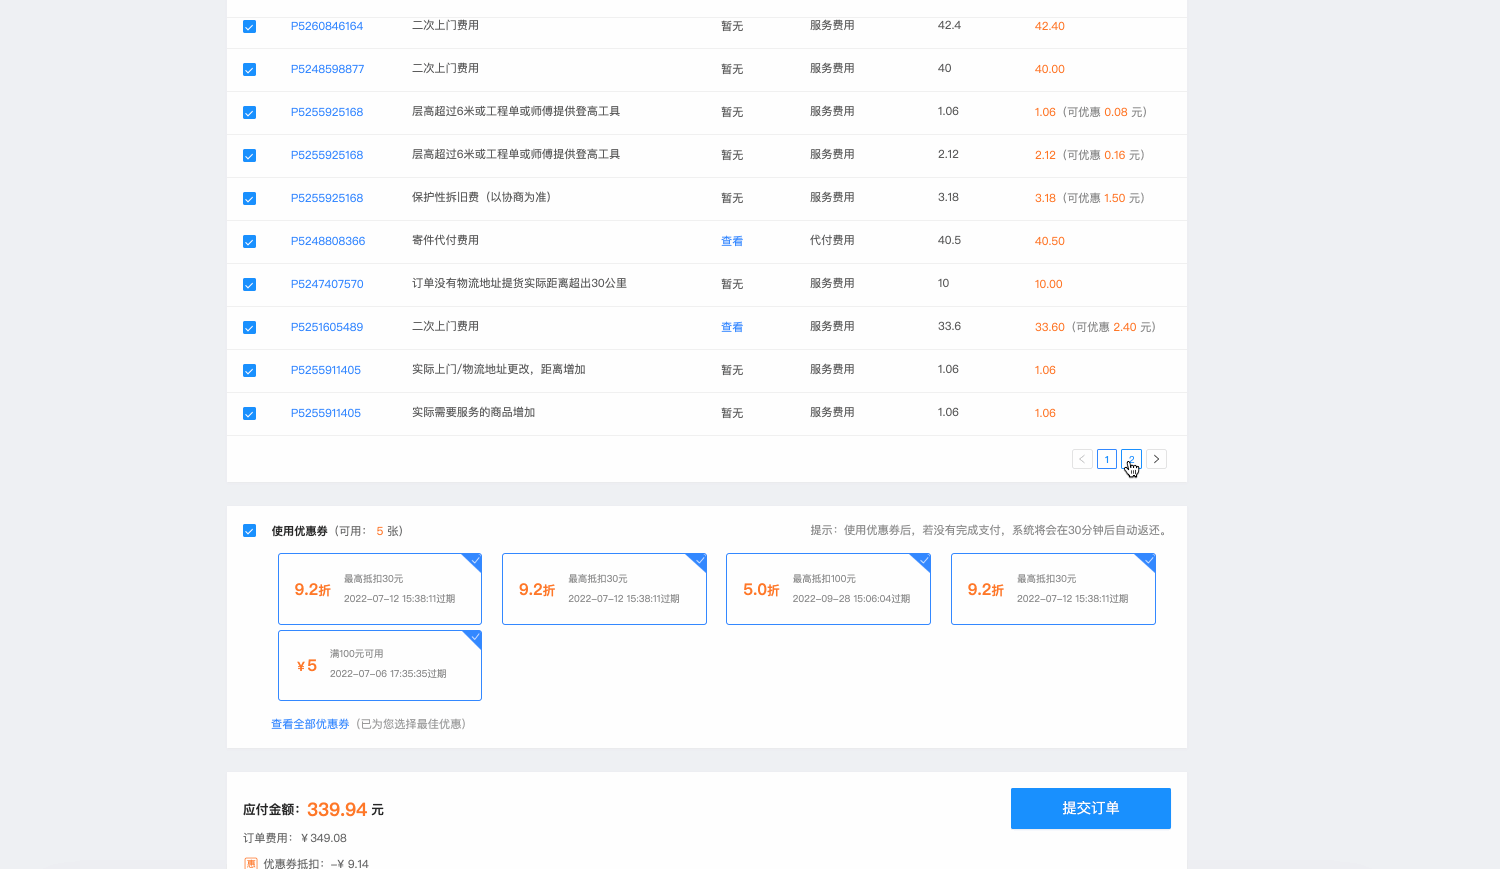 P5260846164 二次上门费用 暂无 服务费用 42.4 42.40
P5248598877 二次上门费用 暂无 服务费用 40 40.00
P5255925168 层高超过6米或工程单或师傅提供登高工具 暂无 服务费用 1.06 1.06（可优惠 0.08 元）
P5255925168 层高超过6米或工程单或师傅提供登高工具 暂无 服务费用 2.12 2.12（可优惠 0.16 元）
P5255925168 保护性拆旧费（以协商为准） 暂无 服务费用 3.18 3.18（可优惠 1.50 元）
P5248808366 寄件代付费用 查看 代付费用 40.5 40.50
P5247407570 订单没有物流地址提货实际距离超出30公里 暂无 服务费用 10 10.00
P5251605489 二次上门费用 查看 服务费用 33.6 33.60（可优惠 2.40 元）
P5255911405 实际上门/物流地址更改，距离增加 暂无 服务费用 1.06 1.06
P5255911405 实际需要服务的商品增加 暂无 服务费用 1.06 1.06
< 1 2 >
使用优惠券（可用： 5 张） 提示：使用优惠券后，若没有完成支付，系统将会在30分钟后自动返还。
9.2折 最高抵扣30元
2022-07-12 15:38:11过期
9.2折 最高抵扣30元
2022-07-12 15:38:11过期
5.0折 最高抵扣100元
2022-09-28 15:06:04过期
9.2折 最高抵扣30元
2022-07-12 15:38:11过期
¥5 满100元可用
2022-07-06 17:35:35过期
查看全部优惠券（已为您选择最佳优惠）
应付金额：339.94 元 提交订单
订单费用：¥349.08
惠 优惠券抵扣：-¥ 9.14